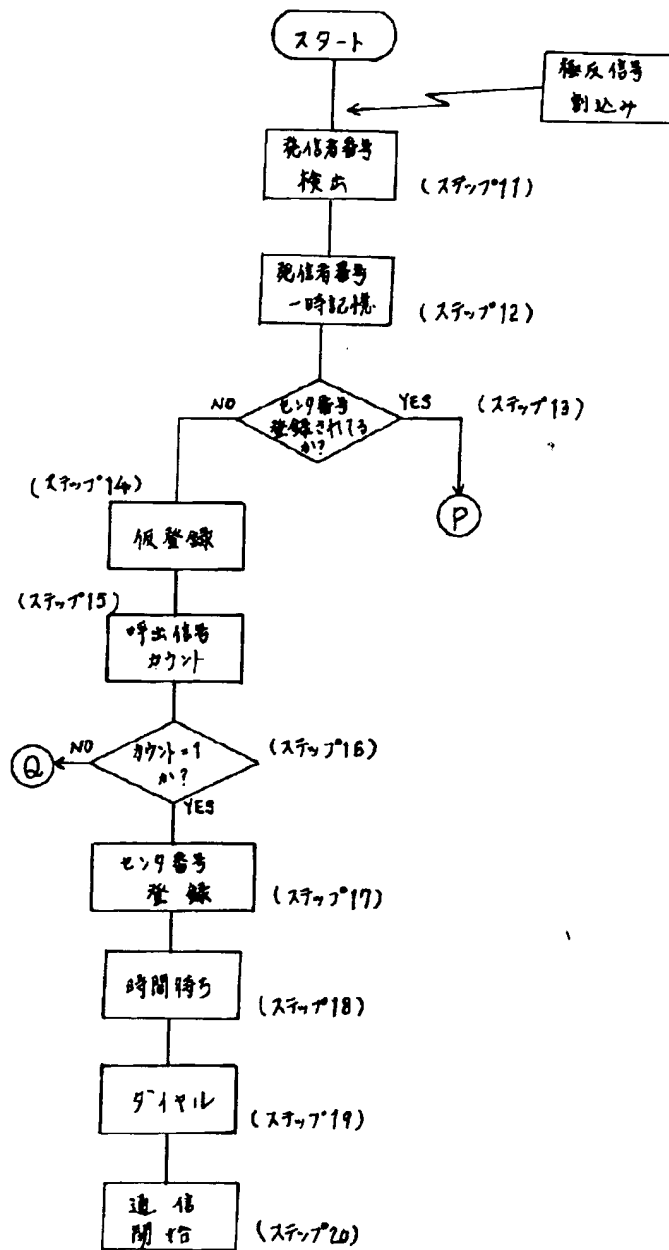 スタート
極反信号
割込み
発信者番号
検出
(ステップ11)
発信者番号
一時記憶
(ステップ12)
センタ番号
登録されてる
か?
NO
YES
(ステップ13)
P
(ステップ14)
仮登録
(ステップ15)
呼出信号
カウント
カウント=1
か?
NO
Q
(ステップ16)
YES
センタ番号
登録
(ステップ17)
時間待ち
(ステップ18)
ダイヤル
(ステップ19)
通信
開始
(ステップ20)